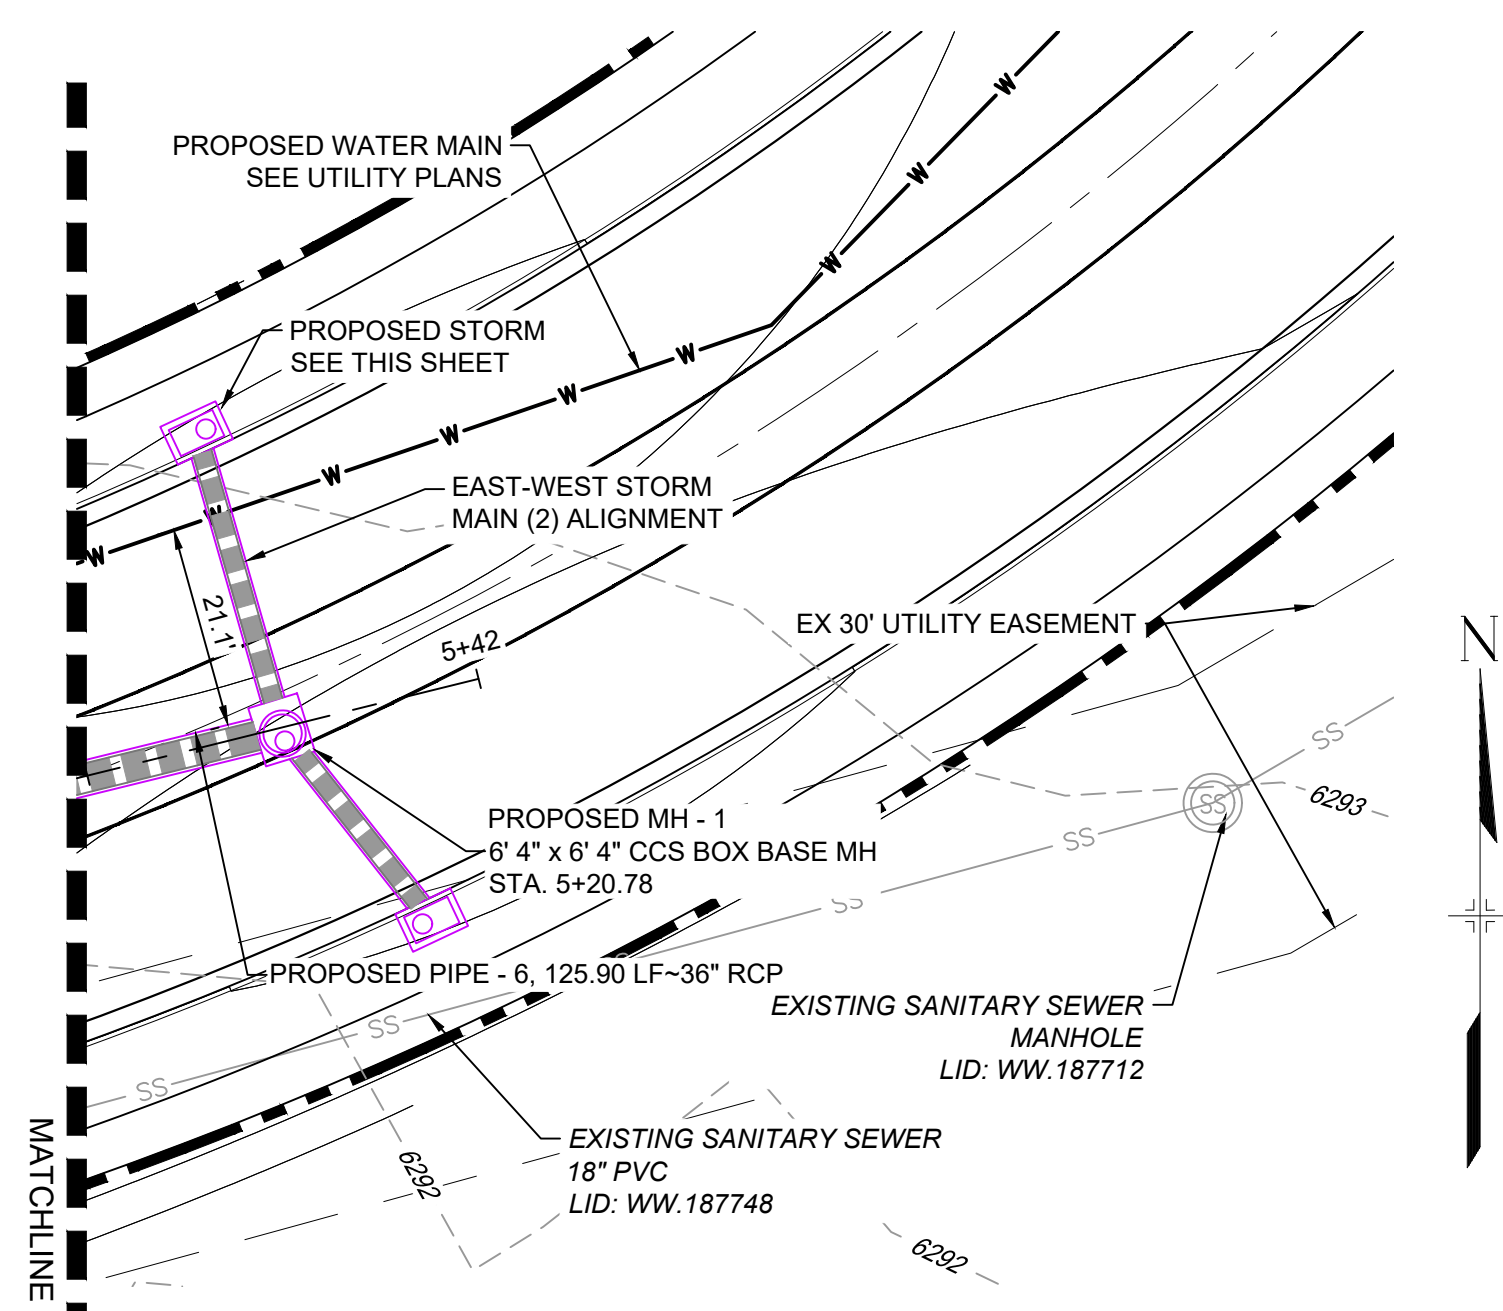 PROPOSED WATER MAIN
SEE UTILITY PLANS
W
W
W
PROPOSED STORM
SEE THIS SHEET
W
W
W
W
W
W
EAST-WEST STORM
MAIN (2) ALIGNMENT
21.1'
5+42
EX 30' UTILITY EASEMENT
N
SS
SS
6293
SS
SS
PROPOSED MH - 1
6' 4" x 6' 4" CCS BOX BASE MH
STA. 5+20.78
PROPOSED PIPE - 6, 125.90 LF~36" RCP
EXISTING SANITARY SEWER
MANHOLE
LID: WW.187712
SS
SS
EXISTING SANITARY SEWER
18" PVC
LID: WW.187748
6292
6292
MATCHLINE